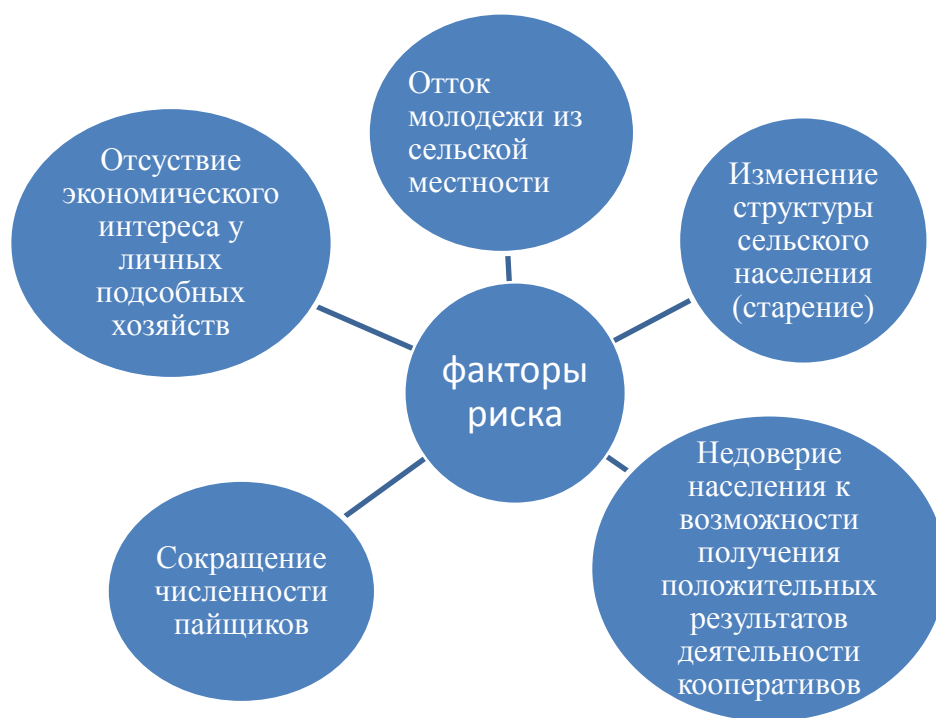 Отток
молодежи из
сельской
местности
Отсуствие
экономического
интереса у
личных
подсобных
хозяйств
Изменение
структуры
сельского
населения
(старение)
факторы
риска
Недоверие
населения к
возможности
получения
положительных
результатов
деятельности
кооперативов
Сокращение
численности
пайщиков